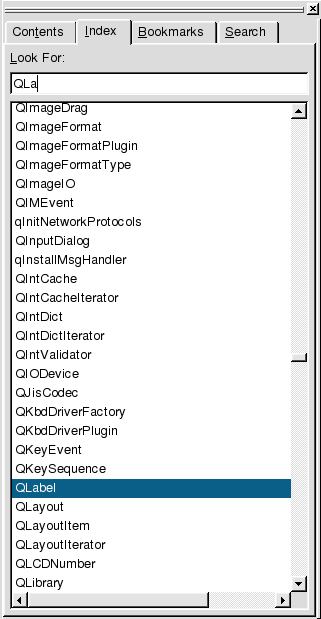 Contents Index Bookmarks Search
Look For:
QLa
QImageDrag
QImageFormat
QImageFormatPlugin
QImageFormatType
QImageIO
QIMEvent
qInitNetworkProtocols
QInputDialog
qInstallMsgHandler
QIntCache
QIntCacheIterator
QIntDict
QIntDictIterator
QIntValidator
QIODevice
QJisCodec
QKbdDriverFactory
QKbdDriverPlugin
QKeyEvent
QKeySequence
QLabel
QLayout
QLayoutItem
QLayoutIterator
QLCDNumber
QLibrary